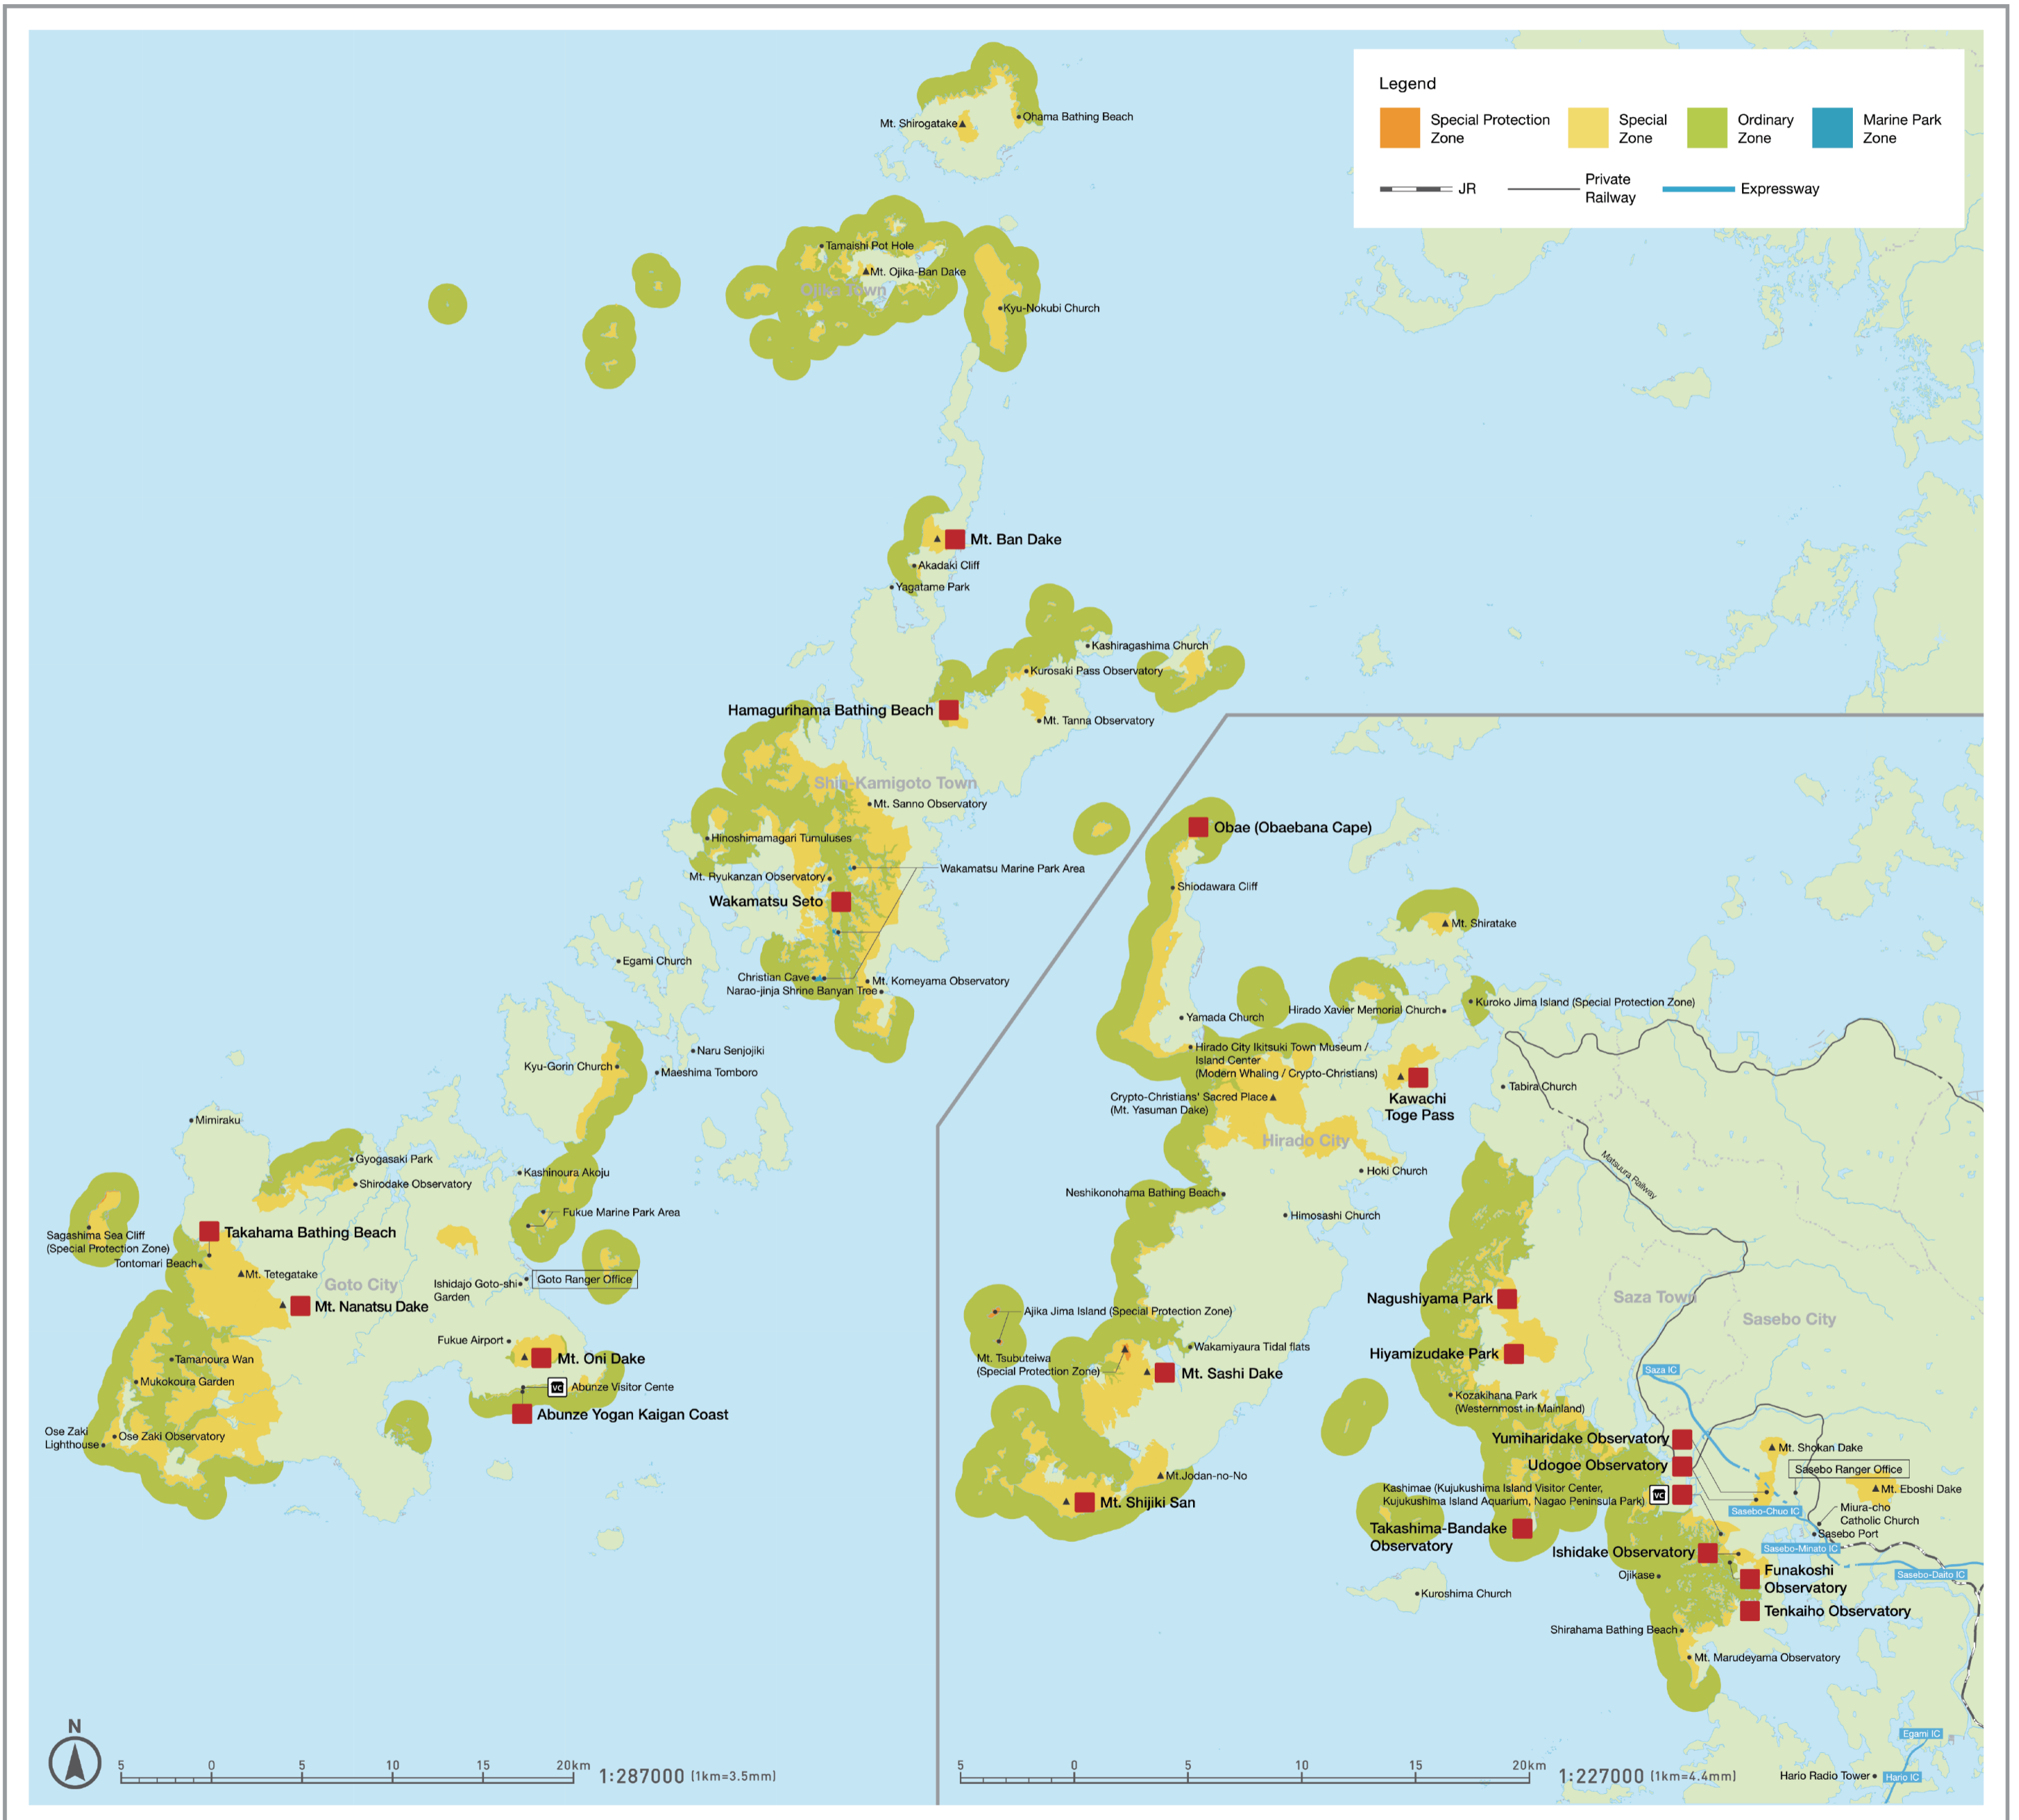 Legend
Special Protection
Zone
Special
Zone
Ordinary
Zone
Marine Park
Zone
JR
Private
Railway
Expressway
Mt. Shirogatake
Ohama Bathing Beach
Tamaishi Pot Hole
Mt. Ojika-Ban Dake
Ojika Town
Kyu-Nokubi Church
Mt. Ban Dake
Akadaki Cliff
Yagatame Park
Kashiragashima Church
Kurosaki Pass Observatory
Hamagurihama Bathing Beach
Mt. Tanna Observatory
Shin-Kamigoto Town
Mt. Sanno Observatory
Hinoshimamagari Tumuluses
Wakamatsu Marine Park Area
Mt. Ryukanzan Observatory
Wakamatsu Seto
Egami Church
Christian Cave
Mt. Komeyama Observatory
Narao-jinja Shrine Banyan Tree
Naru Senjojiki
Kyu-Gorin Church
Maeshima Tomboro
Mimiraku
Gyogasaki Park
Kashinoura Akoju
Shirodake Observatory
Fukue Marine Park Area
Sagashima Sea Cliff
(Special Protection Zone)
Takahama Bathing Beach
Tontomari Beach
Mt. Tetegatake
Goto City
Ishidajo Goto-shi
Garden
Goto Ranger Office
Mt. Nanatsu Dake
Fukue Airport
Mt. Oni Dake
Tamanoura Wan
Mukokoura Garden
VC
Abunze Visitor Cente
Abunze Yogan Kaigan Coast
Ose Zaki
Lighthouse
Ose Zaki Observatory
Obae (Obaebana Cape)
Shiodawara Cliff
Mt. Shiratake
Kuroko Jima Island (Special Protection Zone)
Hirado Xavier Memorial Church
Yamada Church
Hirado City Ikitsuki Town Museum /
Island Center
(Modern Whaling / Crypto-Christians)
Kawachi
Toge Pass
Tabira Church
Crypto-Christians' Sacred Place
(Mt. Yasuman Dake)
Hirado City
Hoki Church
Matsuura Railway
Neshikonohama Bathing Beach
Himosashi Church
Nagushiyama Park
Saza Town
Sasebo City
Ajika Jima Island (Special Protection Zone)
Mt. Tsubuteiwa
(Special Protection Zone)
Wakamiyaura Tidal flats
Mt. Sashi Dake
Hiyamizudake Park
Saza IC
Kozakihana Park
(Westernmost in Mainland)
Yumiharidake Observatory
Mt. Shokan Dake
Udogoe Observatory
Sasebo Ranger Office
Mt.Jodan-no-No
Mt. Shijiki San
Kashimae (Kujukushima Island Visitor Center,
Kujukushima Island Aquarium, Nagao Peninsula Park)
VC
Mt. Eboshi Dake
Sasebo-Chuo IC
Miura-cho
Catholic Church
Sasebo Port
Takashima-Bandake
Observatory
Ishidake Observatory
Sasebo-Minato IC
Ojikase
Funakoshi
Observatory
Sasebo-Daito IC
Kuroshima Church
Tenkaiho Observatory
Shirahama Bathing Beach
Mt. Marudeyama Observatory
Egami IC
Hario Radio Tower
Hario IC
N
5 0 5 10 15 20km
1:287000 (1km=3.5mm)
5 0 5 10 15 20km
1:227000 (1km=4.4mm)